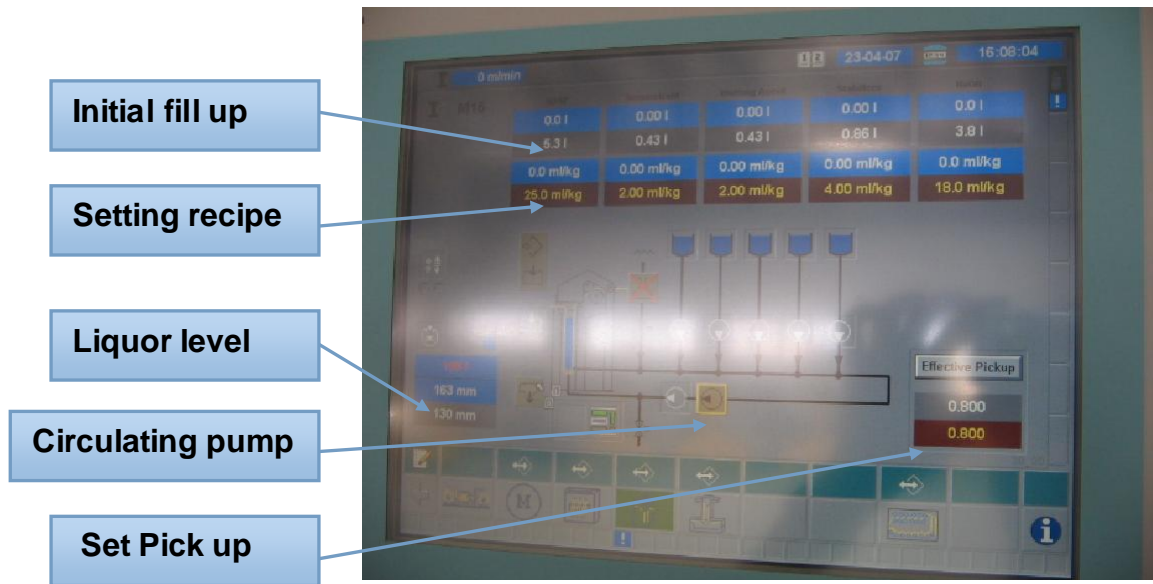 Initial fill up
Setting recipe
Liquor level
Circulating pump
Set Pick up
0 m/min
1 2 23-04-07 16:08:04
M16
0.0 l 0.00 l 0.00 l 0.00 l 0.0 l
5.3 l 0.43 l 0.43 l 0.86 l 3.8 l
0.0 ml/kg 0.00 ml/kg 0.00 ml/kg 0.00 ml/kg 0.0 ml/kg
25.0 ml/kg 2.00 ml/kg 2.00 ml/kg 4.00 ml/kg 18.0 ml/kg
163 mm
130 mm
Effective Pickup
0.800
0.800
M